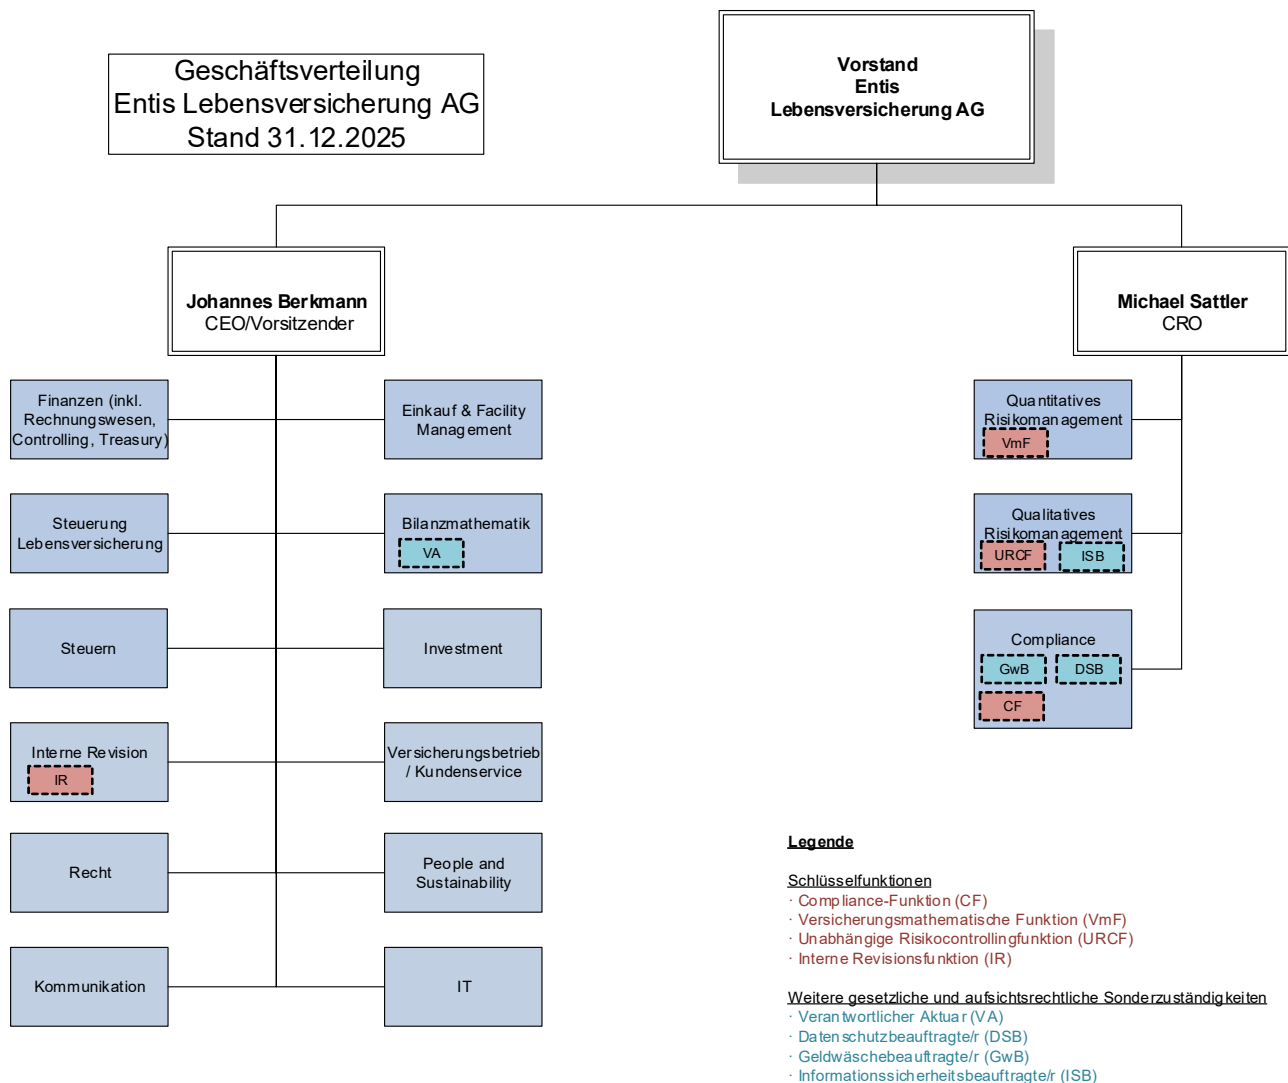 Geschäftsverteilung
Entis Lebensversicherung AG
Stand 31.12.2025
Vorstand
Entis
Lebensversicherung AG
Johannes Berkmann
CEO/Vorsitzender
Michael Sattler
CRO
Finanzen (inkl.
Rechnungswesen,
Controlling, Treasury)
Einkauf & Facility
Management
Steuerung
Lebensversicherung
Bilanzmathematik
VA
Steuern
Investment
Interne Revision
IR
Versicherungsbetrieb
/ Kundenservice
Recht
People and
Sustainability
Kommunikation
IT
Quantitatives
Risikomanagement
VmF
Qualitatives
Risikomanagement
URCF
ISB
Compliance
GwB
DSB
CF
Legende
Schlüsselfunktionen
· Compliance-Funktion (CF)
· Versicherungsmathematische Funktion (VmF)
· Unabhängige Risikocontrollingfunktion (URCF)
· Interne Revisionsfunktion (IR)
Weitere gesetzliche und aufsichtsrechtliche Sonderzuständigkeiten
· Verantwortlicher Aktuar (VA)
· Datenschutzbeauftragte/r (DSB)
· Geldwäschebeauftragte/r (GwB)
· Informationssicherheitsbeauftragte/r (ISB)